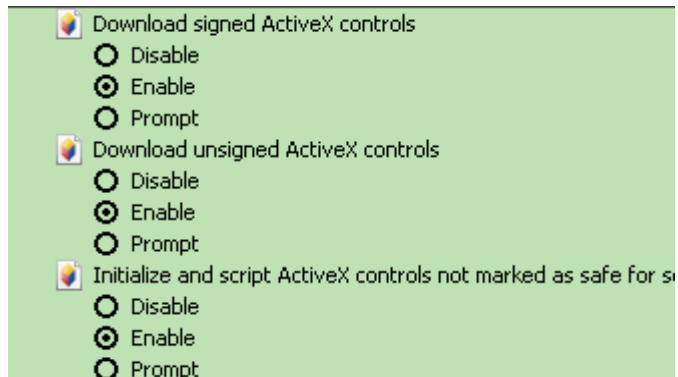 Download signed ActiveX controls
Disable
Enable
Prompt
Download unsigned ActiveX controls
Disable
Enable
Prompt
Initialize and script ActiveX controls not marked as safe for
Disable
Enable
Prompt